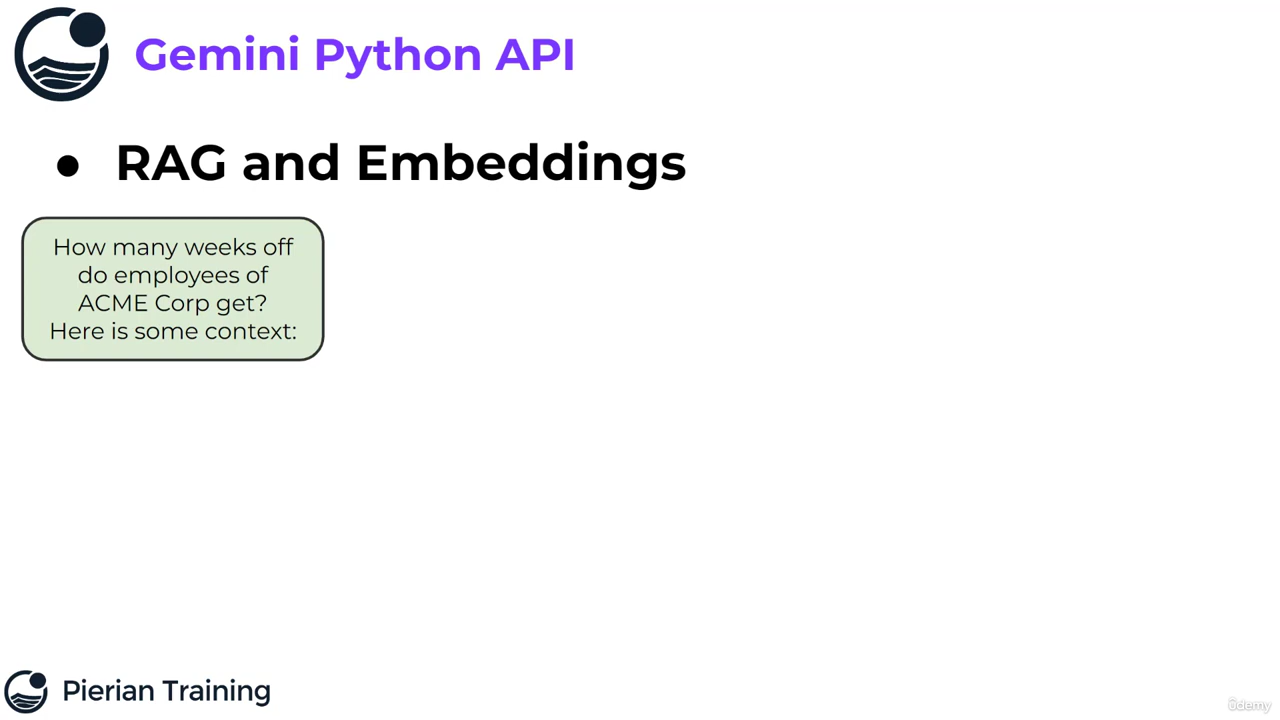 Gemini Python API
● RAG and Embeddings
How many weeks off
do employees of
ACME Corp get?
Here is some context:
Pierian Training
ûdemy